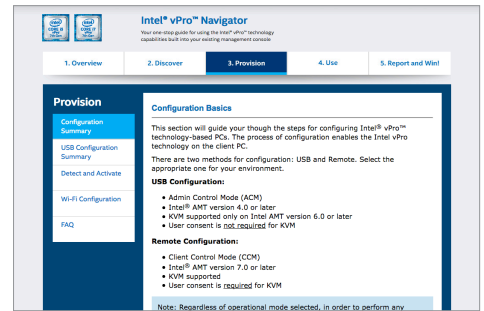 Intel® vPro™ Navigator
Your one-stop guide for using the Intel® vPro™ technology
capabilities built into your existing management console
1. Overview
2. Discover
3. Provision
4. Use
5. Report and Win!
Provision
Configuration
Summary
USB Configuration
Summary
Detect and Activate
Wi-Fi Configuration
FAQ
Configuration Basics
This section will guide your though the steps for configuring Intel® vPro™
technology-based PCs. The process of configuration enables the Intel vPro
technology on the client PC.
There are two methods for configuration: USB and Remote. Select the
appropriate one for your environment.
USB Configuration:
• Admin Control Mode (ACM)
• Intel® AMT version 4.0 or later
• KVM supported only on Intel AMT version 6.0 or later
• User consent is not required for KVM
Remote Configuration:
• Client Control Mode (CCM)
• Intel® AMT version 7.0 or later
• KVM supported
• User consent is required for KVM
Note: Regardless of operational mode selected, in order to perform any